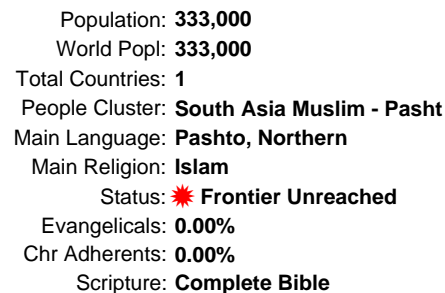 Population: 333,000
World Popl: 333,000
Total Countries: 1
People Cluster: South Asia Muslim - Pasht
Main Language: Pashto, Northern
Main Religion: Islam
Status: Frontier Unreached
Evangelicals: 0.00%
Chr Adherents: 0.00%
Scripture: Complete Bible